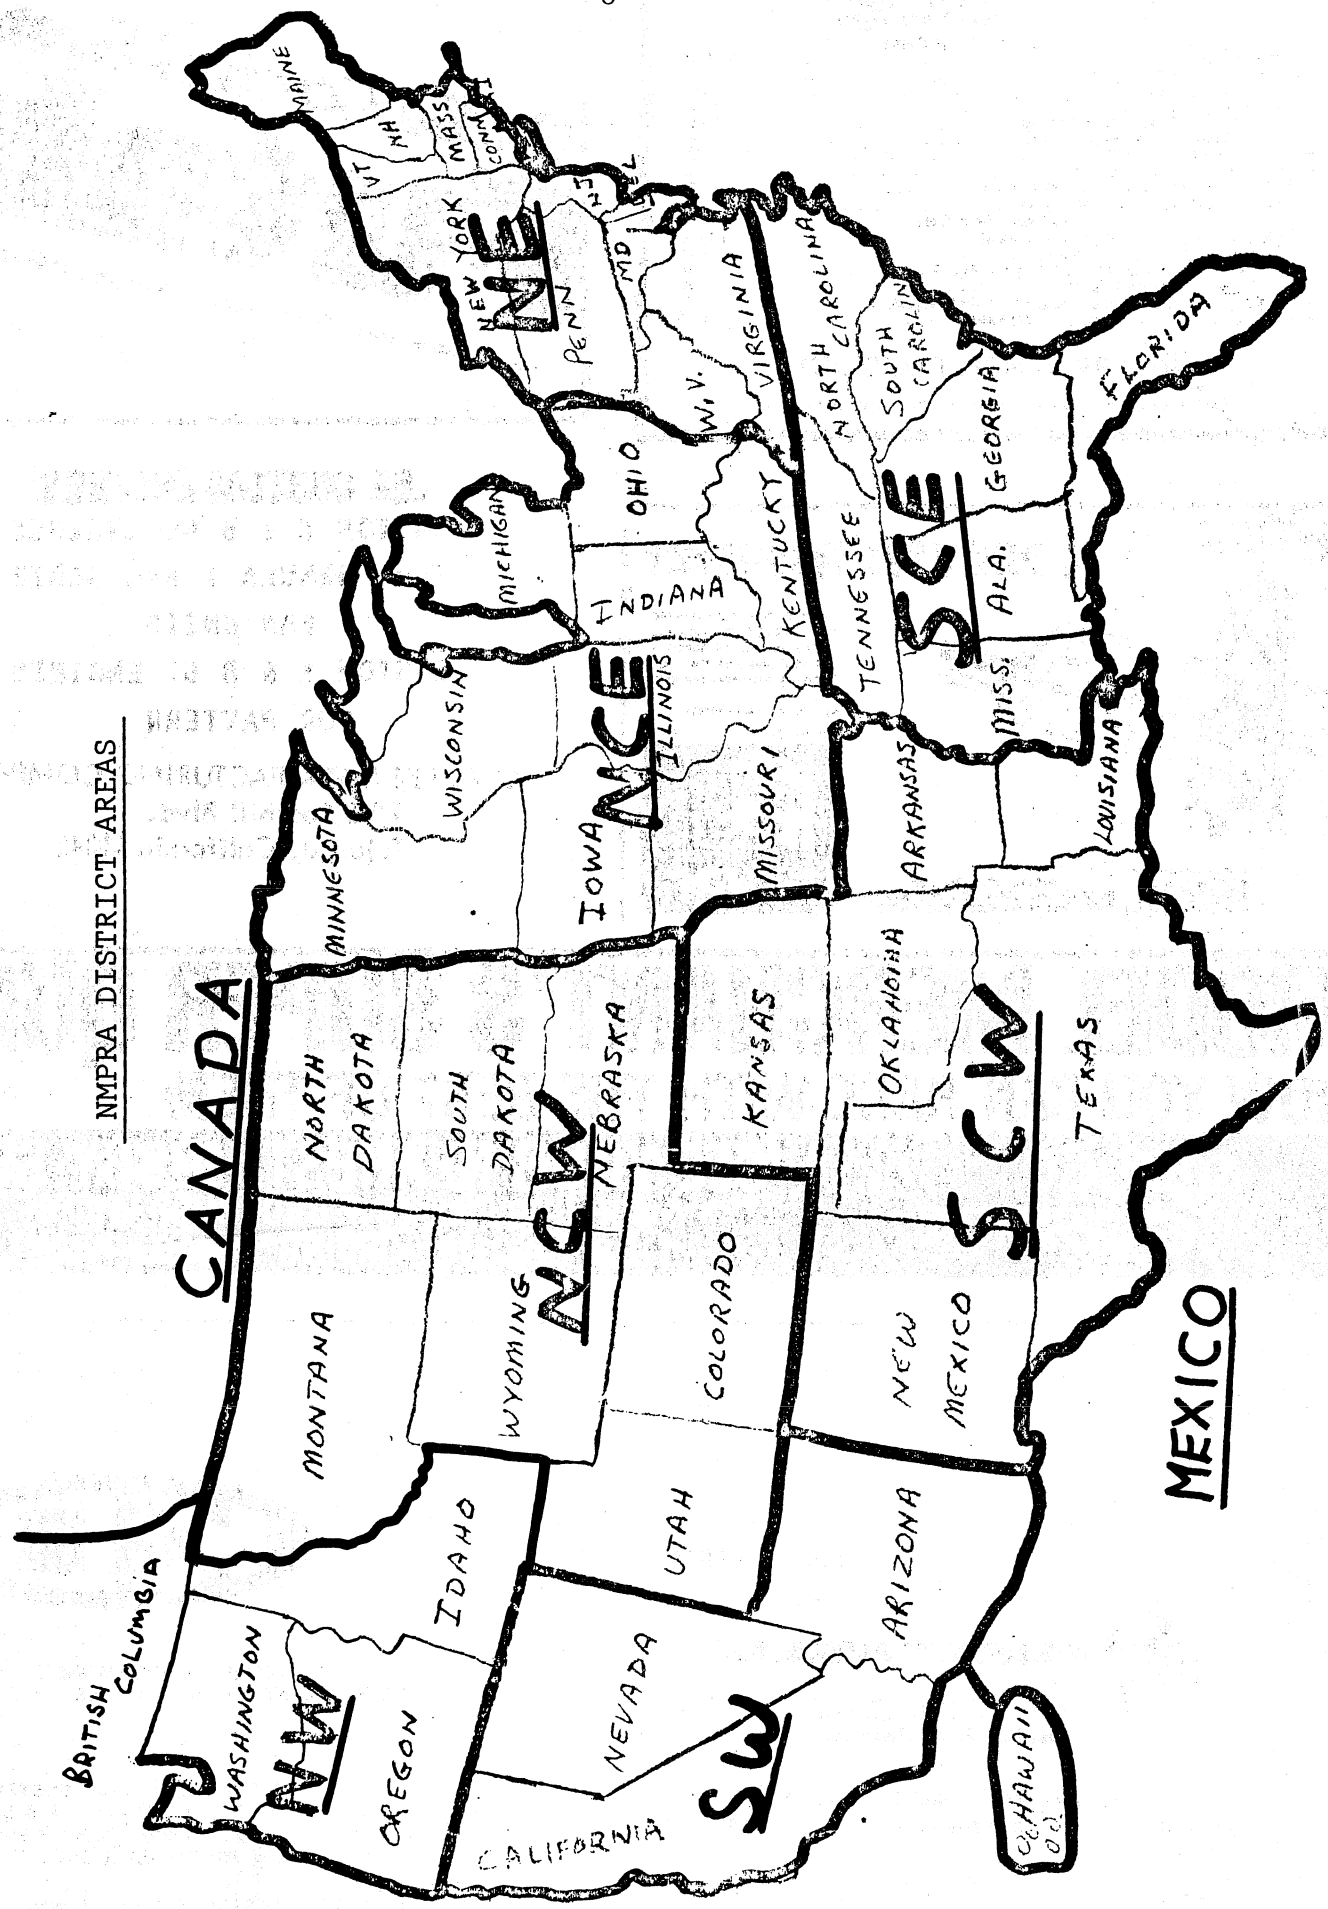 NMPRA DISTRICT AREAS
CANADA
BRITISH
COLUMBIA
WASHINGTON
NW
OREGON
IDAHO
MONTANA
NORTH
DAKOTA
SOUTH
DAKOTA
WYOMING
NCW
NEBRASKA
MINNESOTA
WISCONSIN
MICHIGAN
IOWA
NCE
ILLINOIS
INDIANA
OHIO
MISSOURI
KENTUCKY
MAINE
VT
NH
MASS
CONN
NEW YORK
NE
PENN
NJ
MD
W.V.
VIRGINIA
CALIFORNIA
NEVADA
SW
UTAH
COLORADO
ARIZONA
HAWAII
NEW
MEXICO
KANSAS
OKLAHOMA
SCW
TEXAS
ARKANSAS
LOUISIANA
TENNESSEE
NORTH
CAROLINA
SOUTH
CAROLIN
SCE
MISS.
ALA.
GEORGIA
FLORIDA
MEXICO